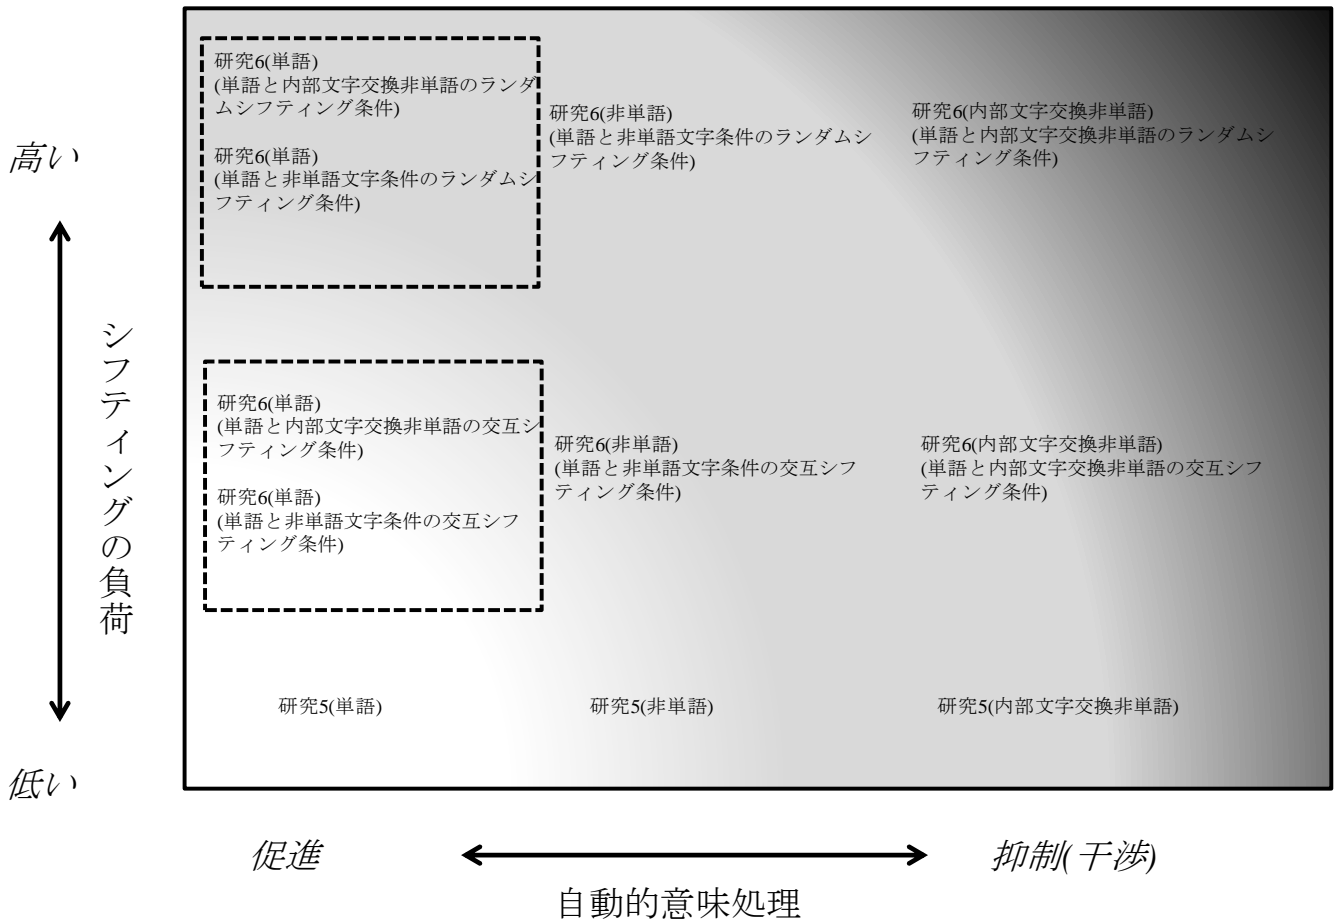 研究6(単語)
(単語と内部文字交換非単語のランダ
ムシフティング条件)
研究6(単語)
(単語と非単語文字条件のランダムシ
フティング条件)
研究6(非単語)
(単語と非単語文字条件のランダムシ
フティング条件)
研究6(内部文字交換非単語)
(単語と内部文字交換非単語のランダムシ
フティング条件)
高い
シフティングの負荷
低い
研究6(単語)
(単語と内部文字交換非単語の交互シ
フティング条件)
研究6(単語)
(単語と非単語文字条件の交互シフ
ティング条件)
研究6(非単語)
(単語と非単語文字条件の交互シフ
ティング条件)
研究6(内部文字交換非単語)
(単語と内部文字交換非単語の交互シフ
ティング条件)
研究5(単語)
研究5(非単語)
研究5(内部文字交換非単語)
促進
抑制(干渉)
自動的意味処理